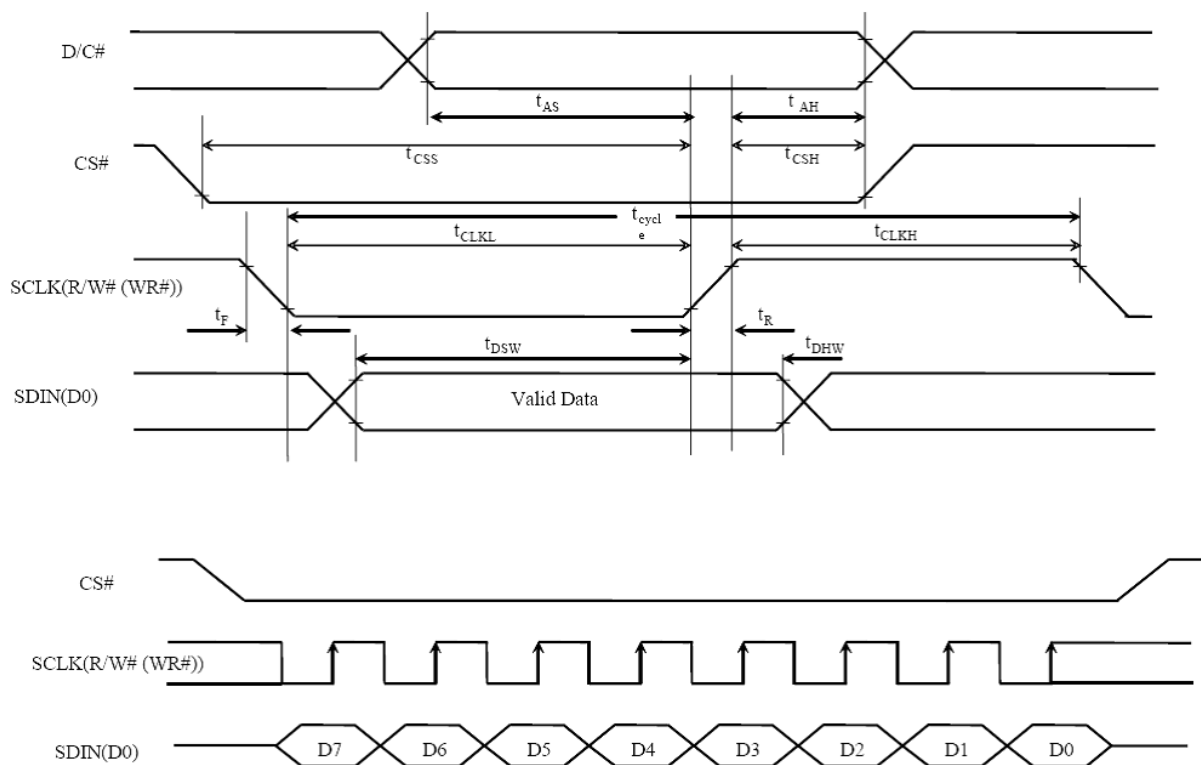 D/C#
tAS
t AH
CS#
tCSS
tCSH
tcycl
e
tCLKL
tCLKH
SCLK(R/W# (WR#))
tF
tR
tDSW
tDHW
SDIN(D0)
Valid Data
CS#
SCLK(R/W# (WR#))
SDIN(D0)
D7 D6 D5 D4 D3 D2 D1 D0